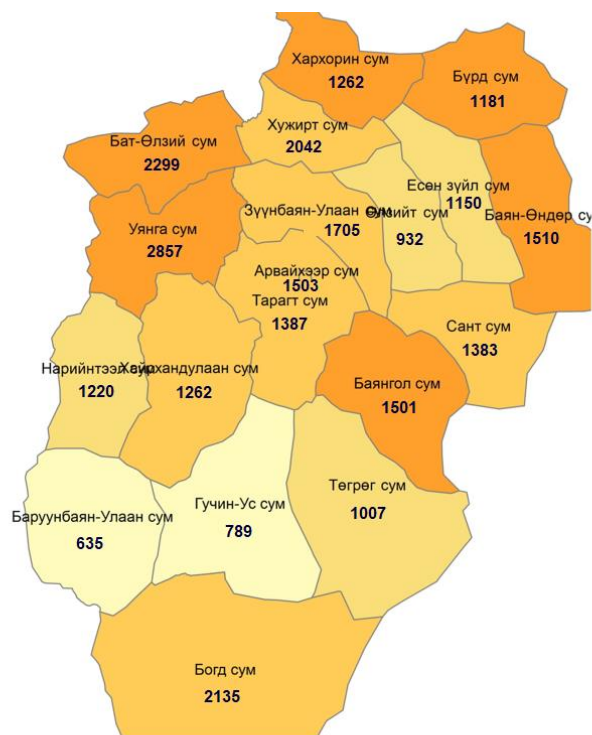 Хархорин сум
1262
Бүрд сум
1181
Хужирт сум
2042
Бат-Өлзий сум
2299
Есөн зүйл сум
1150
Зүүнбаян-Улаан сум
1705
932
Баян-Өндөр су
1510
Уянга сум
2857
Арвайхээр сум
1503
Тарагт сум
1387
Сант сум
1383
Нарийнтээл сум
1220
Хайрхандулаан сум
1262
Баянгол сум
1501
Гучин-Ус сум
789
Төгрөг сум
1007
Баруунбаян-Улаан сум
635
Богд сум
2135